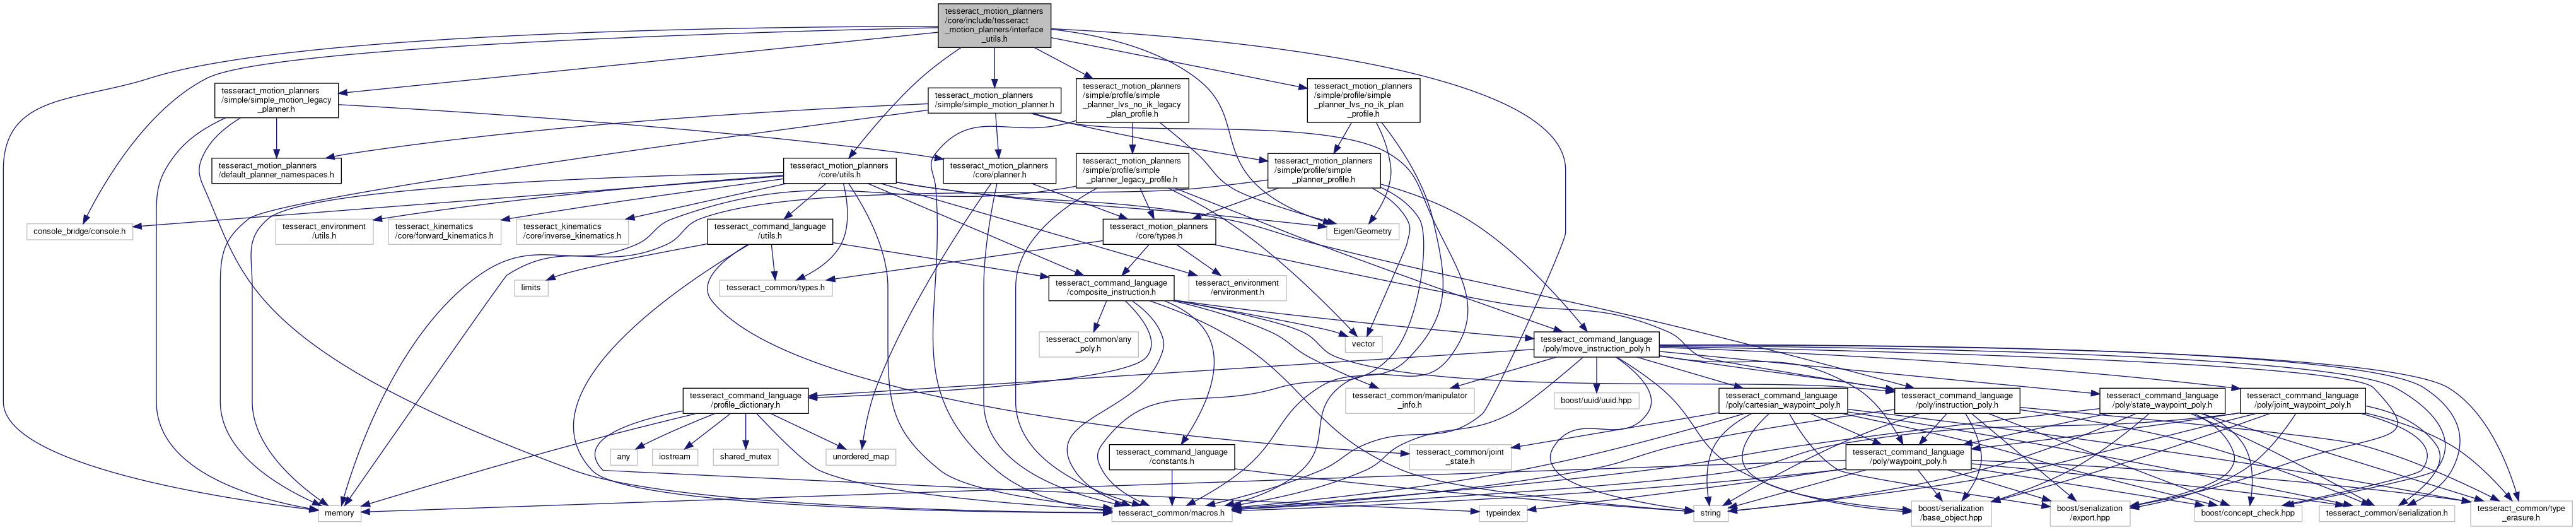 tesseract_motion_planners
/core/include/tesseract
_motion_planners/interface
_utils.h
tesseract_motion_planners
/simple/simple_motion_legacy
_planner.h
tesseract_motion_planners
/simple/simple_motion_planner.h
tesseract_motion_planners
/simple/profile/simple
_planner_lvs_no_ik_legacy
_plan_profile.h
tesseract_motion_planners
/simple/profile/simple
_planner_lvs_no_ik_plan
_profile.h
tesseract_motion_planners
/default_planner_namespaces.h
tesseract_motion_planners
/core/utils.h
tesseract_motion_planners
/core/planner.h
tesseract_motion_planners
/simple/profile/simple
_planner_legacy_profile.h
tesseract_motion_planners
/simple/profile/simple
_planner_profile.h
console_bridge/console.h
tesseract_environment
/utils.h
tesseract_kinematics
/core/forward_kinematics.h
tesseract_kinematics
/core/inverse_kinematics.h
tesseract_command_language
/utils.h
tesseract_motion_planners
/core/types.h
Eigen/Geometry
limits
tesseract_common/types.h
tesseract_command_language
/composite_instruction.h
tesseract_environment
/environment.h
tesseract_common/any
_poly.h
vector
tesseract_command_language
/poly/move_instruction_poly.h
tesseract_command_language
/profile_dictionary.h
tesseract_common/manipulator
_info.h
boost/uuid/uuid.hpp
tesseract_command_language
/poly/cartesian_waypoint_poly.h
tesseract_command_language
/poly/instruction_poly.h
tesseract_command_language
/poly/state_waypoint_poly.h
tesseract_command_language
/poly/joint_waypoint_poly.h
any
iostream
shared_mutex
unordered_map
tesseract_command_language
/constants.h
tesseract_common/joint
_state.h
tesseract_command_language
/poly/waypoint_poly.h
memory
tesseract_common/macros.h
typeindex
string
boost/serialization
/base_object.hpp
boost/serialization
/export.hpp
boost/concept_check.hpp
tesseract_common/serialization.h
tesseract_common/type
_erasure.h